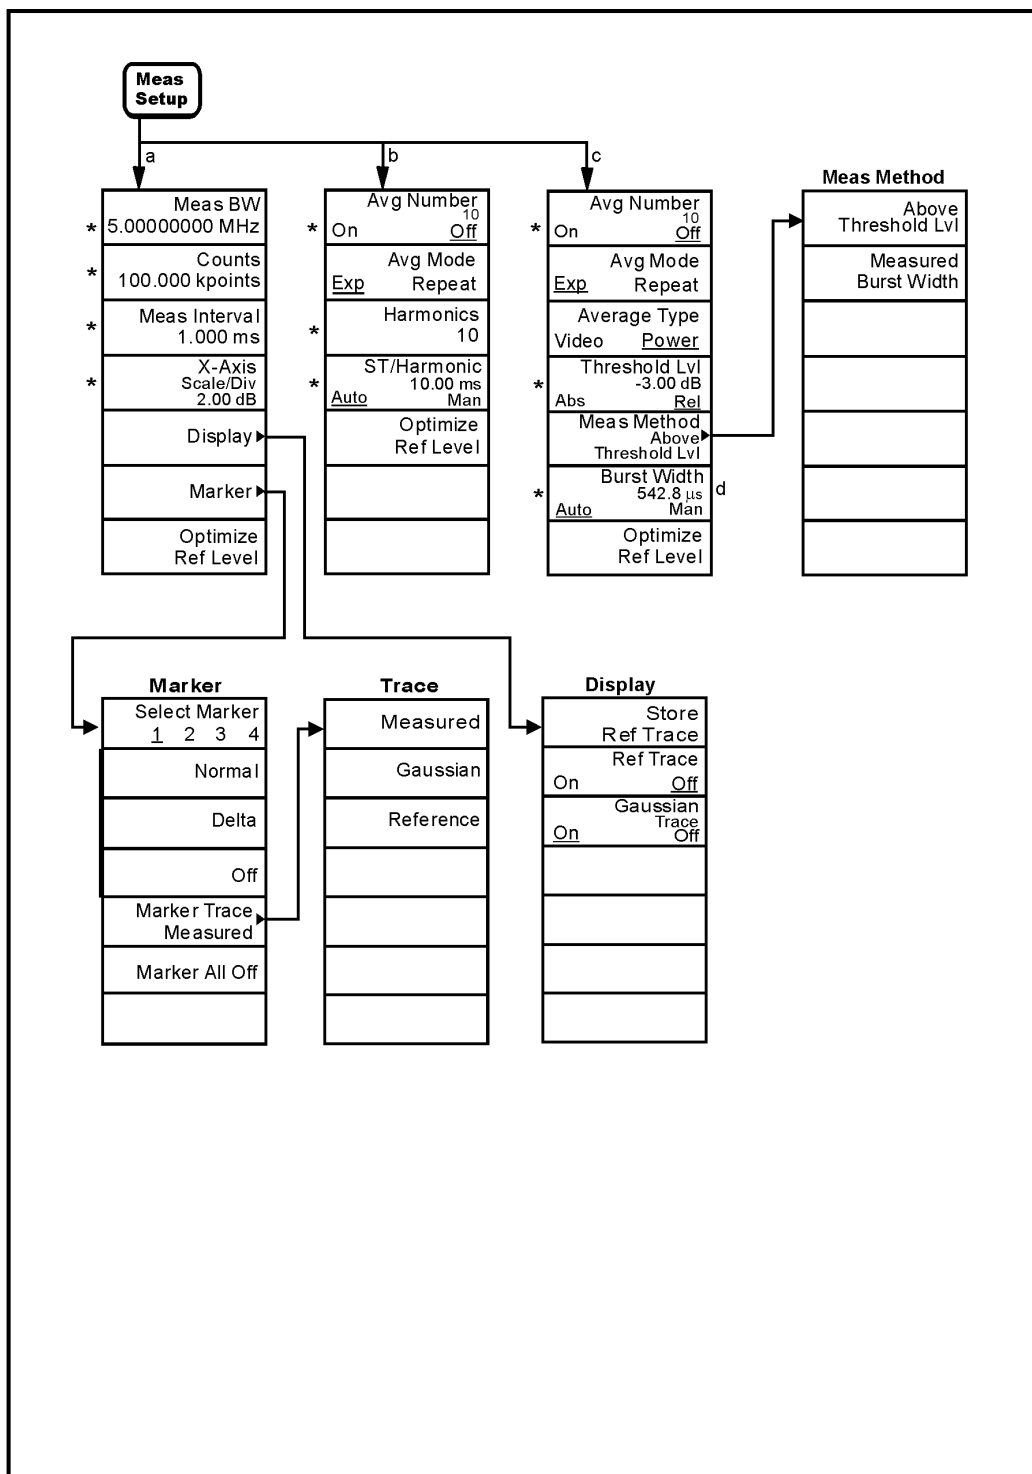 Meas
Setup
a
b
c
Meas BW
* 5.00000000 MHz
Counts
* 100.000 kpoints
Meas Interval
* 1.000 ms
X-Axis
* Scale/Div
2.00 dB
Display
Marker
Optimize
Ref Level
Avg Number
10
* On Off
Avg Mode
Exp Repeat
Harmonics
* 10
ST/Harmonic
* 10.00 ms
Auto Man
Optimize
Ref Level
Avg Number
10
* On Off
Avg Mode
Exp Repeat
Average Type
Video Power
Threshold Lvl
* -3.00 dB
Abs Rel
Meas Method
Above
Threshold Lvl
Burst Width
* 542.8 µs d
Auto Man
Optimize
Ref Level
Meas Method
Above
Threshold Lvl
Measured
Burst Width
Marker
Select Marker
1 2 3 4
Normal
Delta
Off
Marker Trace
Measured
Marker All Off
Trace
Measured
Gaussian
Reference
Display
Store
Ref Trace
Ref Trace
On Off
Gaussian
Trace
On Off